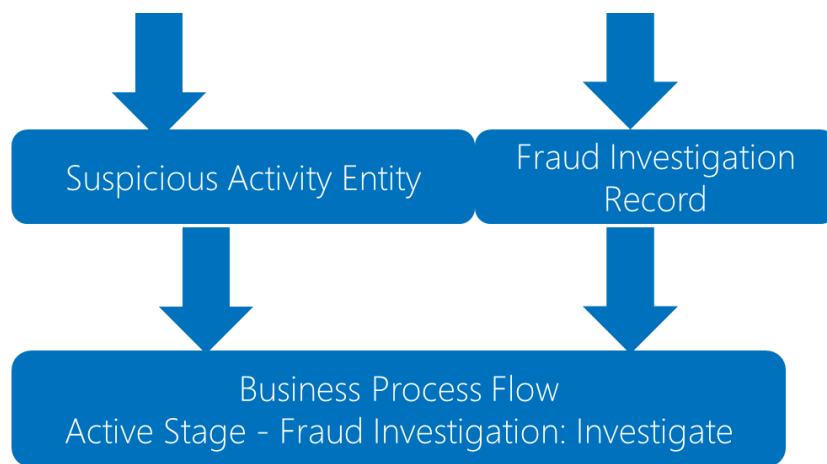 Suspicious Activity Entity
Fraud Investigation
Record
Business Process Flow
Active Stage - Fraud Investigation: Investigate